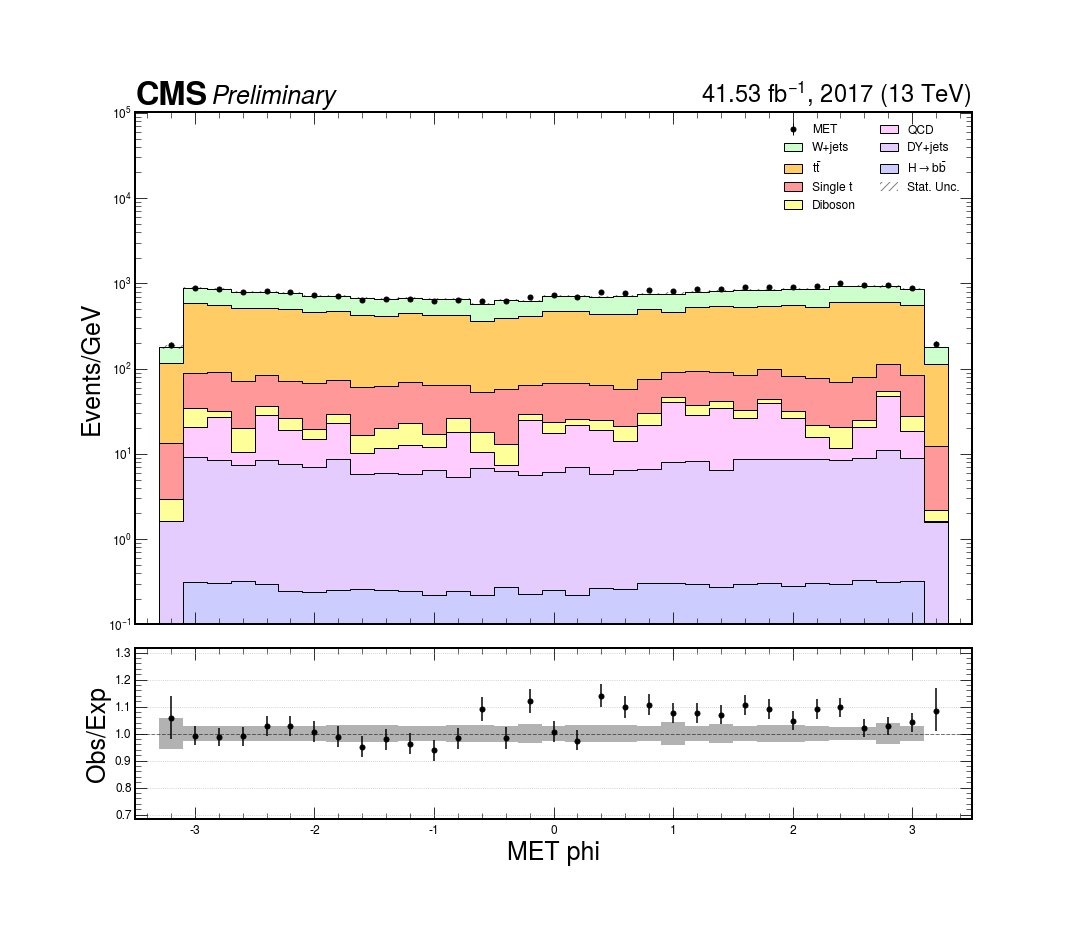 CMS Preliminary
41.53 fb⁻¹, 2017 (13 TeV)
10⁵
10⁴
10³
10²
10¹
10⁰
10⁻¹
Events/GeV
MET
W+jets
tt̄
Single t
Diboson
QCD
DY+jets
H→bb̄
Stat. Unc.
1.3
1.2
1.1
1.0
0.9
0.8
0.7
Obs/Exp
-3 -2 -1 0 1 2 3
MET phi